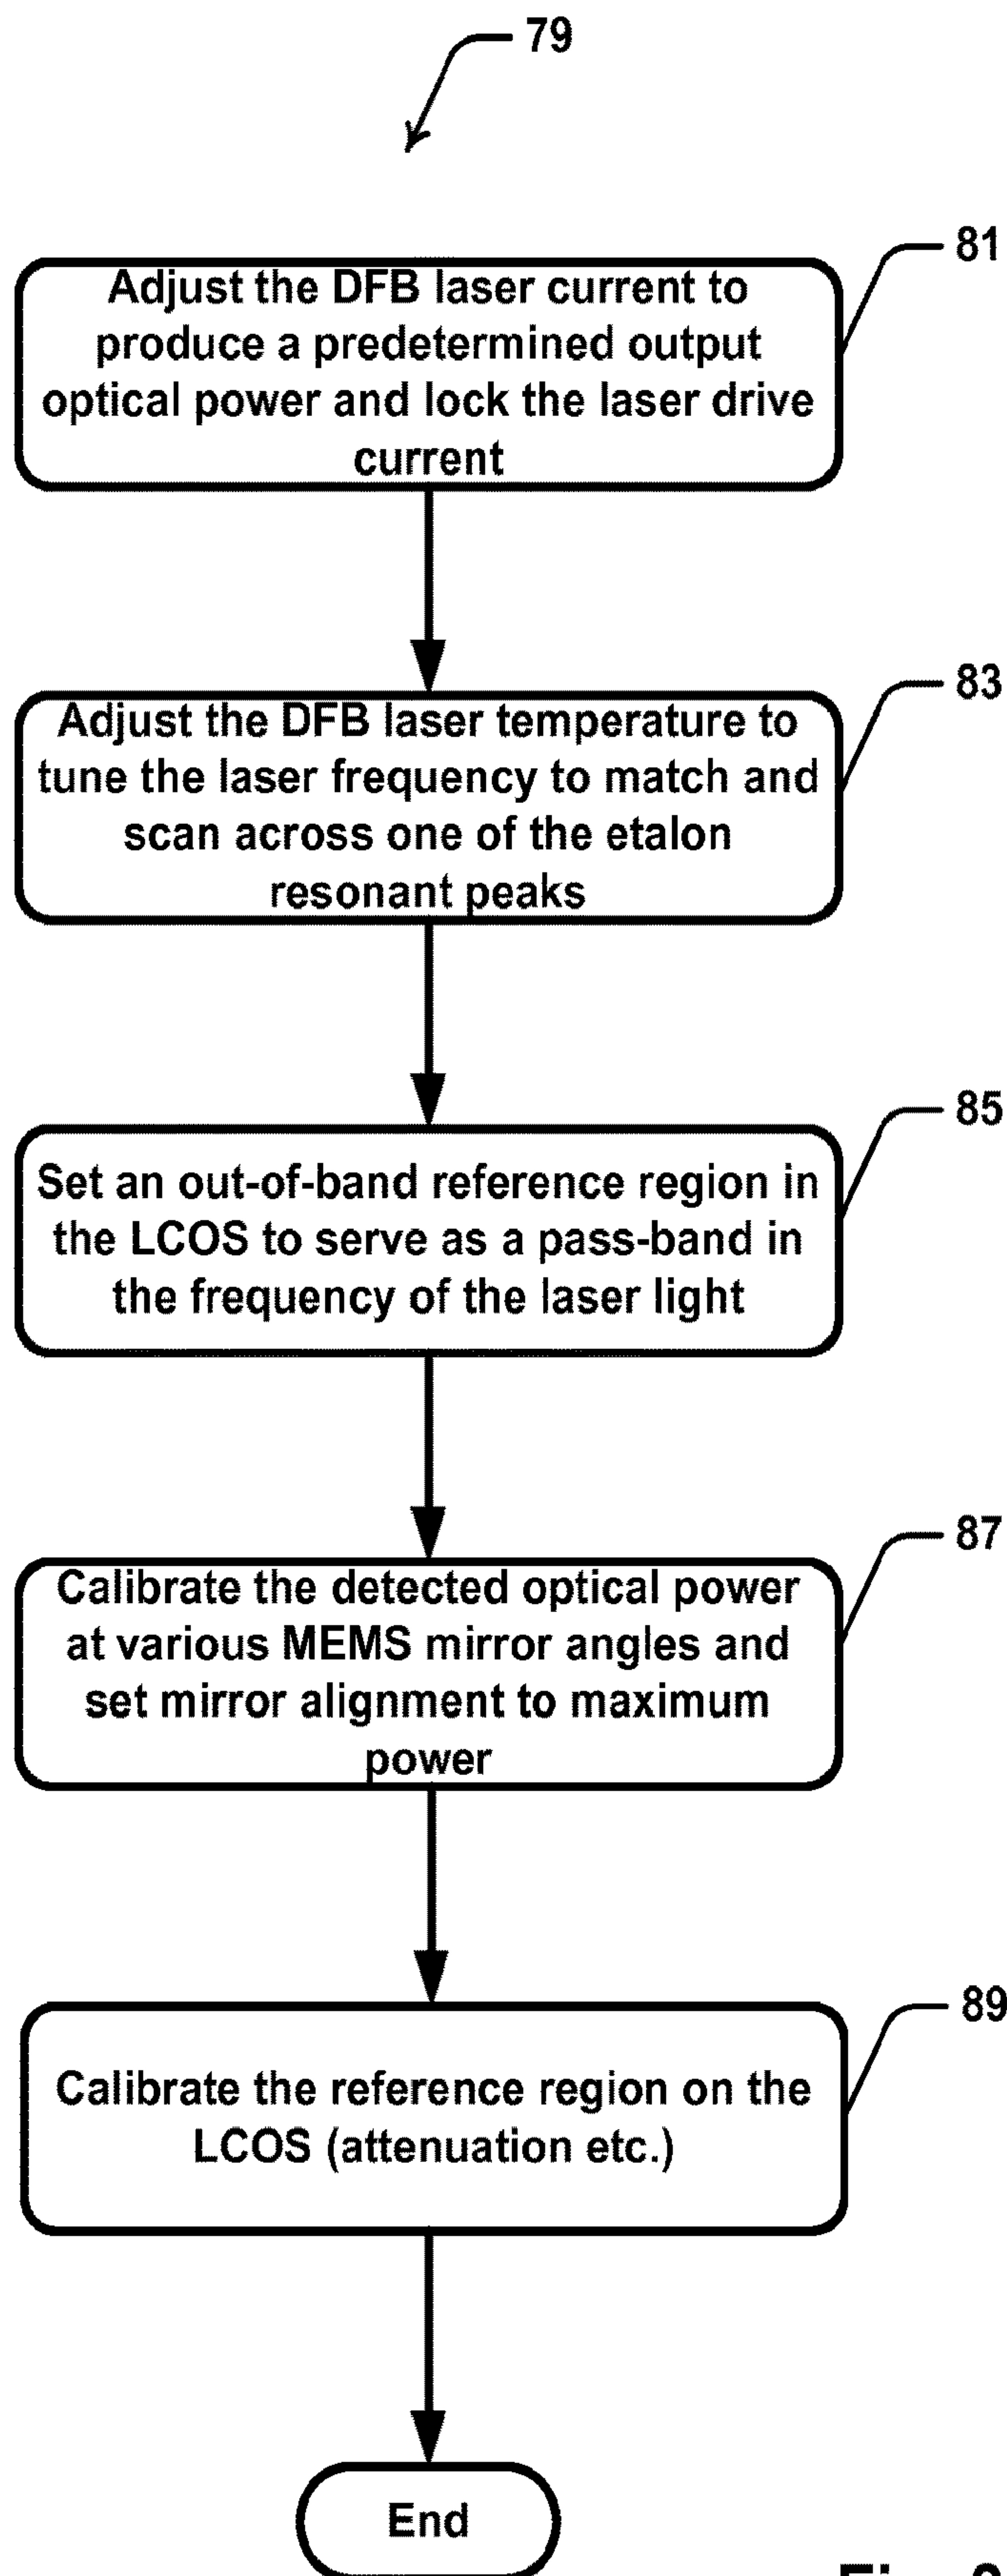 79
81
Adjust the DFB laser current to
produce a predetermined output
optical power and lock the laser drive
current
83
Adjust the DFB laser temperature to
tune the laser frequency to match and
scan across one of the etalon
resonant peaks
85
Set an out-of-band reference region in
the LCOS to serve as a pass-band in
the frequency of the laser light
87
Calibrate the detected optical power
at various MEMS mirror angles and
set mirror alignment to maximum
power
89
Calibrate the reference region on the
LCOS (attenuation etc.)
End